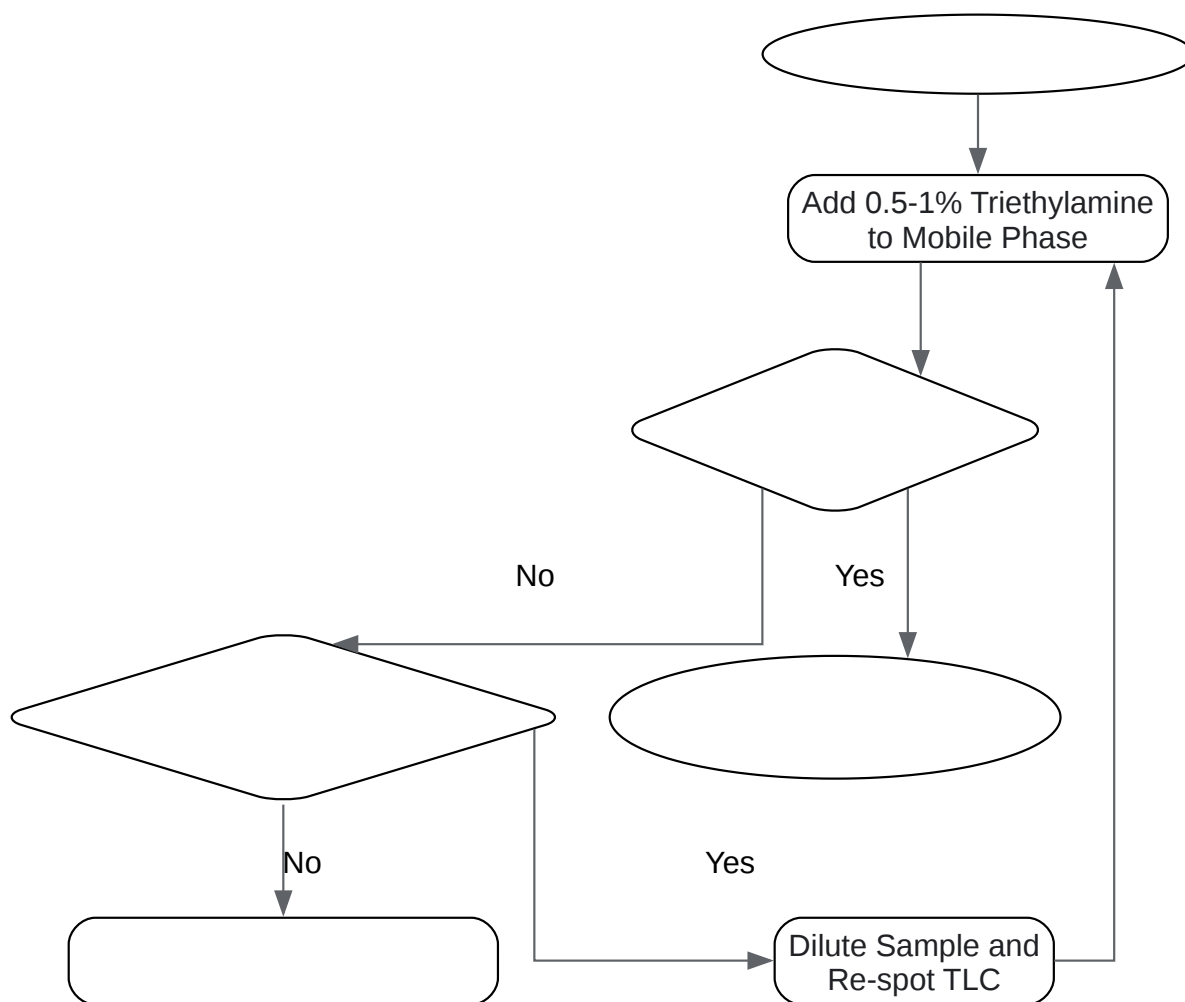 Add 0.5-1% Triethylamine
to Mobile Phase
No
Yes
No
Yes
Dilute Sample and
Re-spot TLC